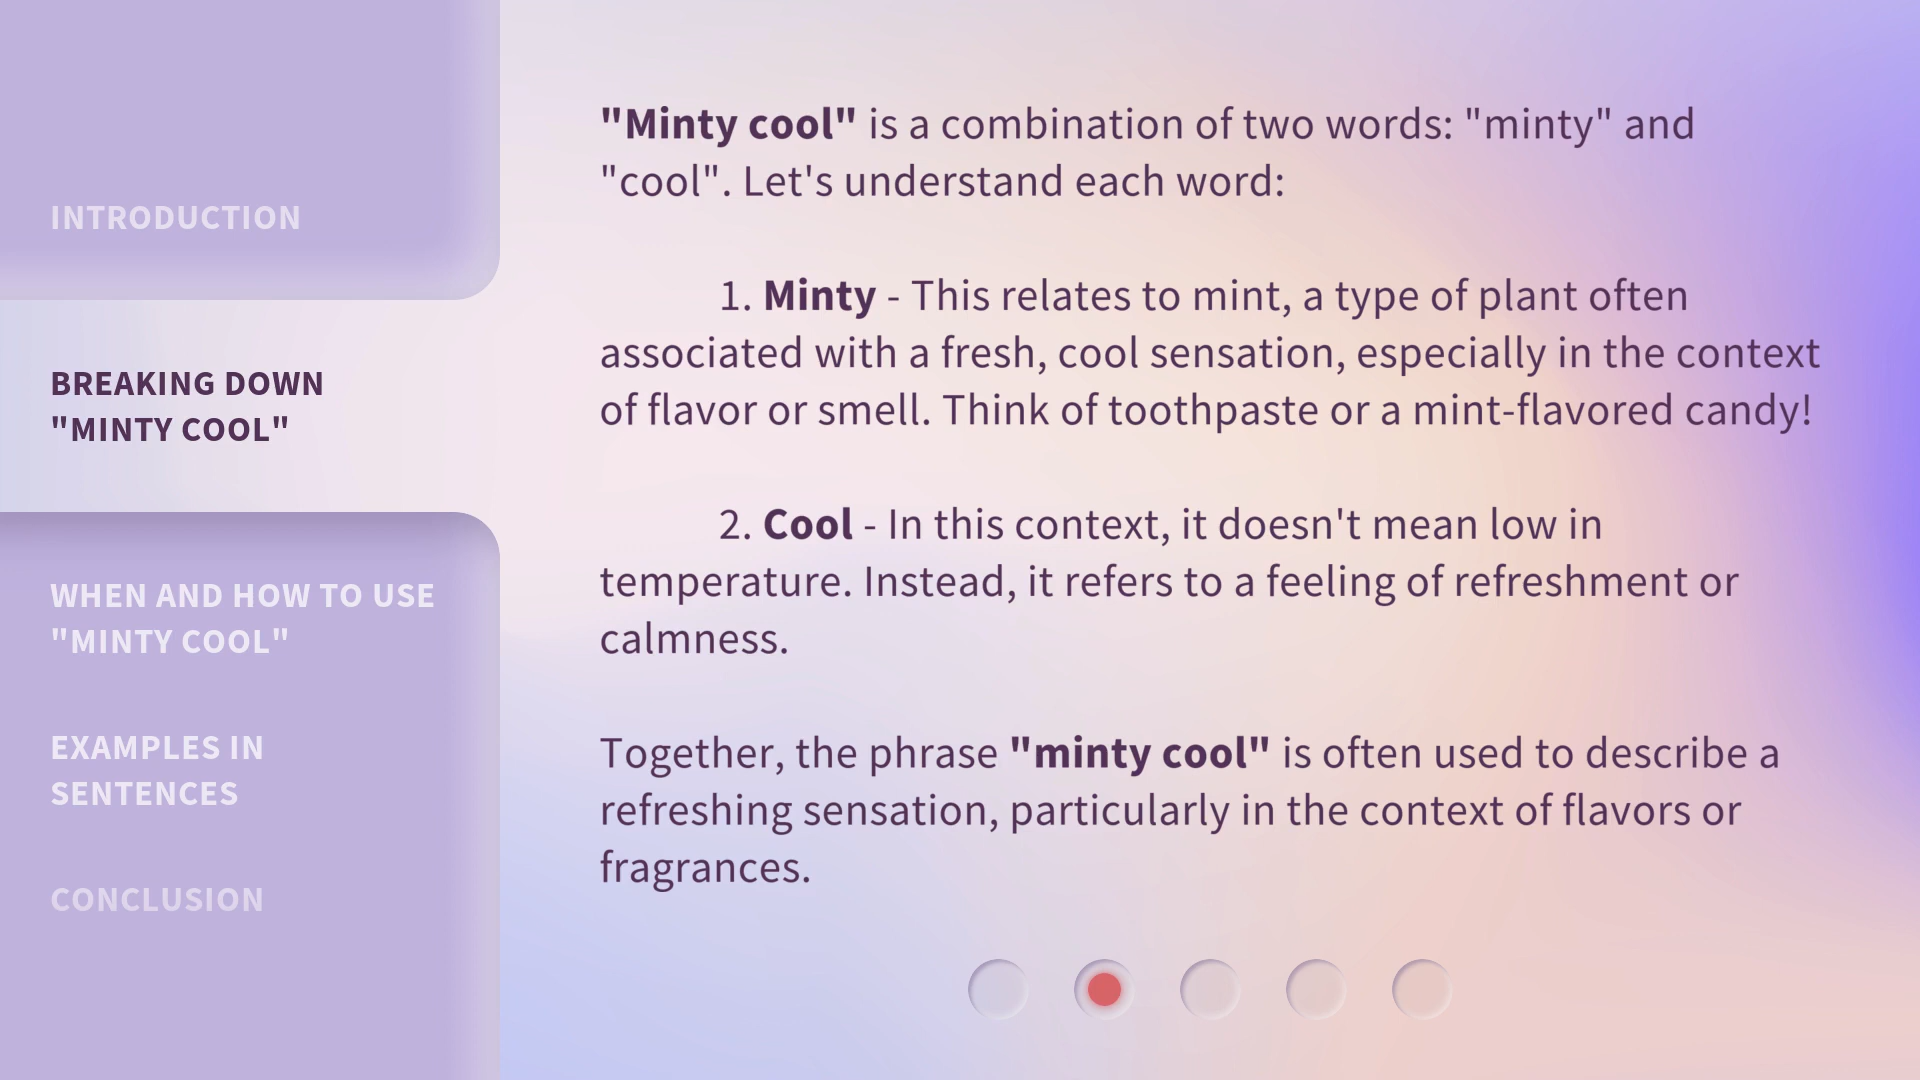 INTRODUCTION
BREAKING DOWN
"MINTY COOL"
WHEN AND HOW TO USE
"MINTY COOL"
EXAMPLES IN
SENTENCES
CONCLUSION
"Minty cool" is a combination of two words: "minty" and
"cool". Let's understand each word:
1. Minty - This relates to mint, a type of plant often
associated with a fresh, cool sensation, especially in the context
of flavor or smell. Think of toothpaste or a mint-flavored candy!
2. Cool - In this context, it doesn't mean low in
temperature. Instead, it refers to a feeling of refreshment or
calmness.
Together, the phrase "minty cool" is often used to describe a
refreshing sensation, particularly in the context of flavors or
fragrances.